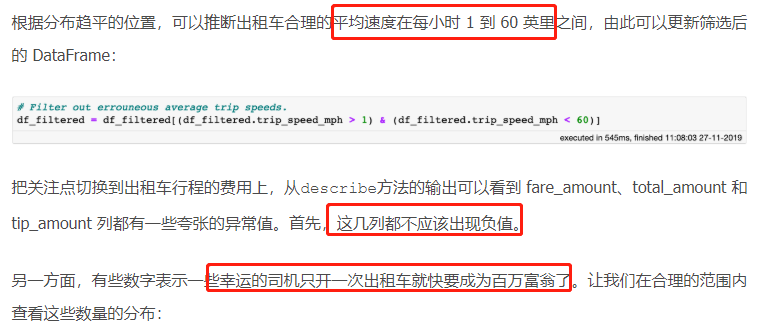 根据分布趋平的位置，可以推断出租车合理的平均速度在每小时 1 到 60 英里之间，由此可以更新筛选后
的 DataFrame：
# Filter out errouneous average trip speeds.
df_filtered = df_filtered[(df_filtered.trip_speed_mph > 1) & (df_filtered.trip_speed_mph < 60)]
executed in 545ms, finished 11:08:03 27-11-2019
把关注点切换到出租车行程的费用上，从describe方法的输出可以看到 fare_amount、total_amount 和
tip_amount 列都有一些夸张的异常值。首先，这几列都不应该出现负值。
另一方面，有些数字表示一些幸运的司机只开一次出租车就快要成为百万富翁了。让我们在合理的范围内
查看这些数量的分布：